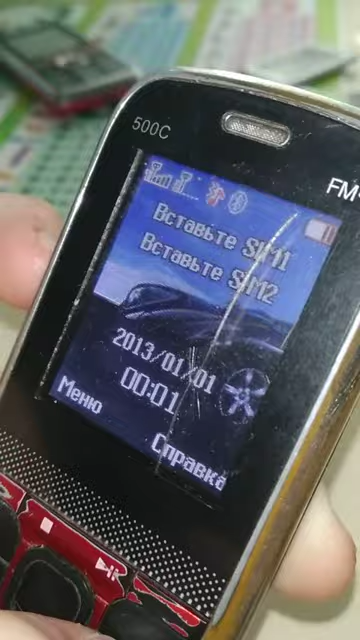 500C
FM
Вставьте SIM1
Вставьте SIM2
2013/01/01
00:01
Меню
Справка